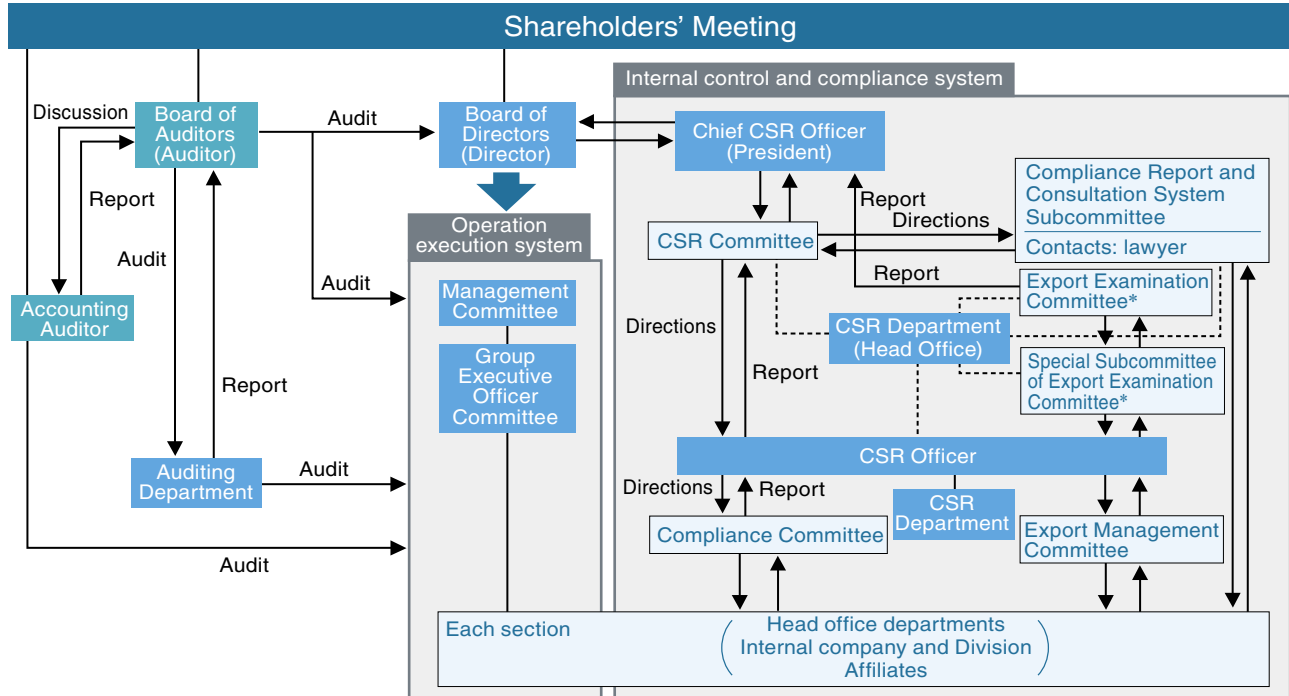 Shareholders' Meeting
Internal control and compliance system
Discussion
Board of
Auditors
(Auditor)
Audit
Board of
Directors
(Director)
Chief CSR Officer
(President)
Report
Audit
Operation
execution system
CSR Committee
Report
Directions
Compliance Report and
Consultation System
Subcommittee
Contacts: lawyer
Report
Audit
Accounting
Auditor
Management
Committee
Directions
CSR Department
(Head Office)
Export Examination
Committee*
Group
Executive
Officer
Committee
Report
Report
Special Subcommittee
of Export Examination
Committee*
Auditing
Department
Audit
CSR Officer
Directions
Report
CSR
Department
Compliance Committee
Export Management
Committee
Audit
Each section
Head office departments
( Internal company and Division )
Affiliates